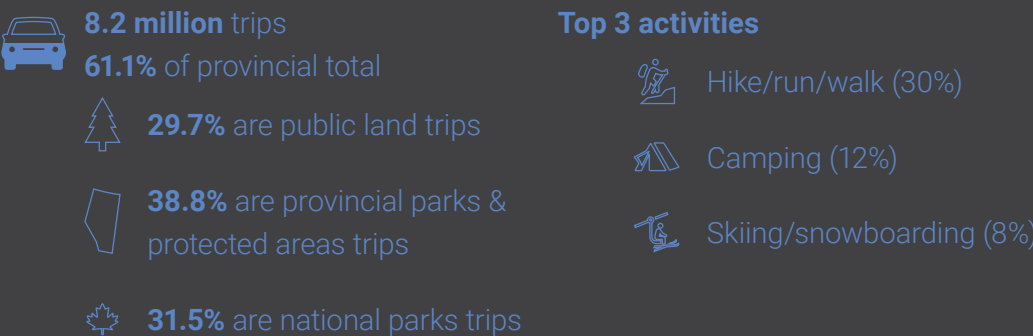 8.2 million trips
61.1% of provincial total
29.7% are public land trips
38.8% are provincial parks &
protected areas trips
31.5% are national parks trips
Top 3 activities
Hike/run/walk (30%)
Camping (12%)
Skiing/snowboarding (8%)